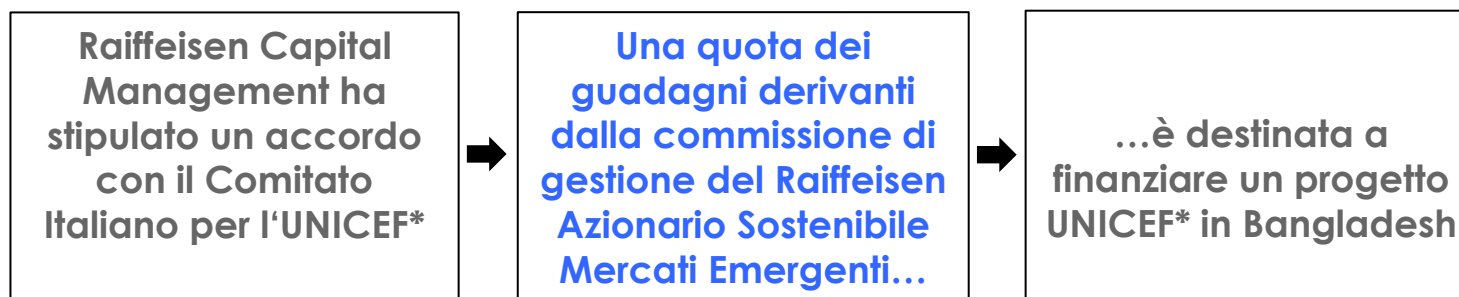 Raiffeisen Capital
Management ha
stipulato un accordo
con il Comitato
Italiano per l‘UNICEF*
Una quota dei
guadagni derivanti
dalla commissione di
gestione del Raiffeisen
Azionario Sostenibile
Mercati Emergenti…
…è destinata a
finanziare un progetto
UNICEF* in Bangladesh